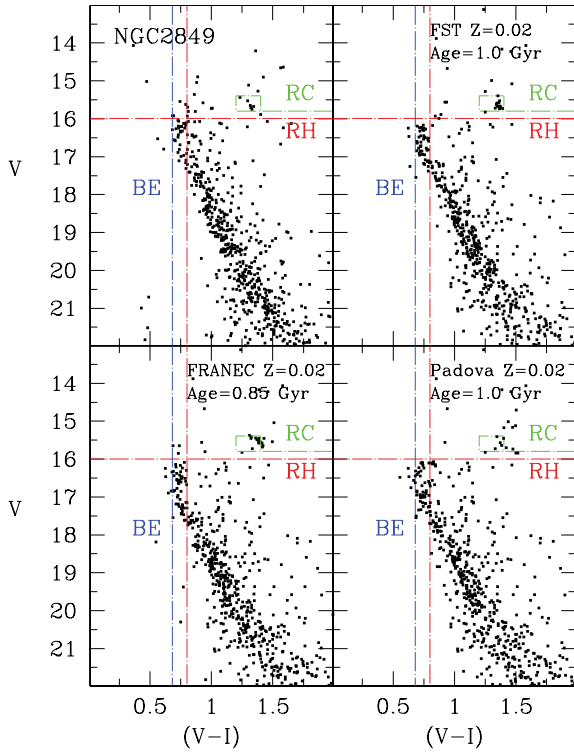 NGC2849
FST Z=0.02
Age=1.0 Gyr
13
14
15
16
17
18
19
20
21
V
RC
RH
BE
RC
RH
BE
FRANEC Z=0.02
Age=0.85 Gyr
Padova Z=0.02
Age=1.0 Gyr
14
15
16
17
18
19
20
21
V
RC
RH
BE
RC
RH
BE
0.5
1
1.5
0.5
1
1.5
(V-I)
(V-I)